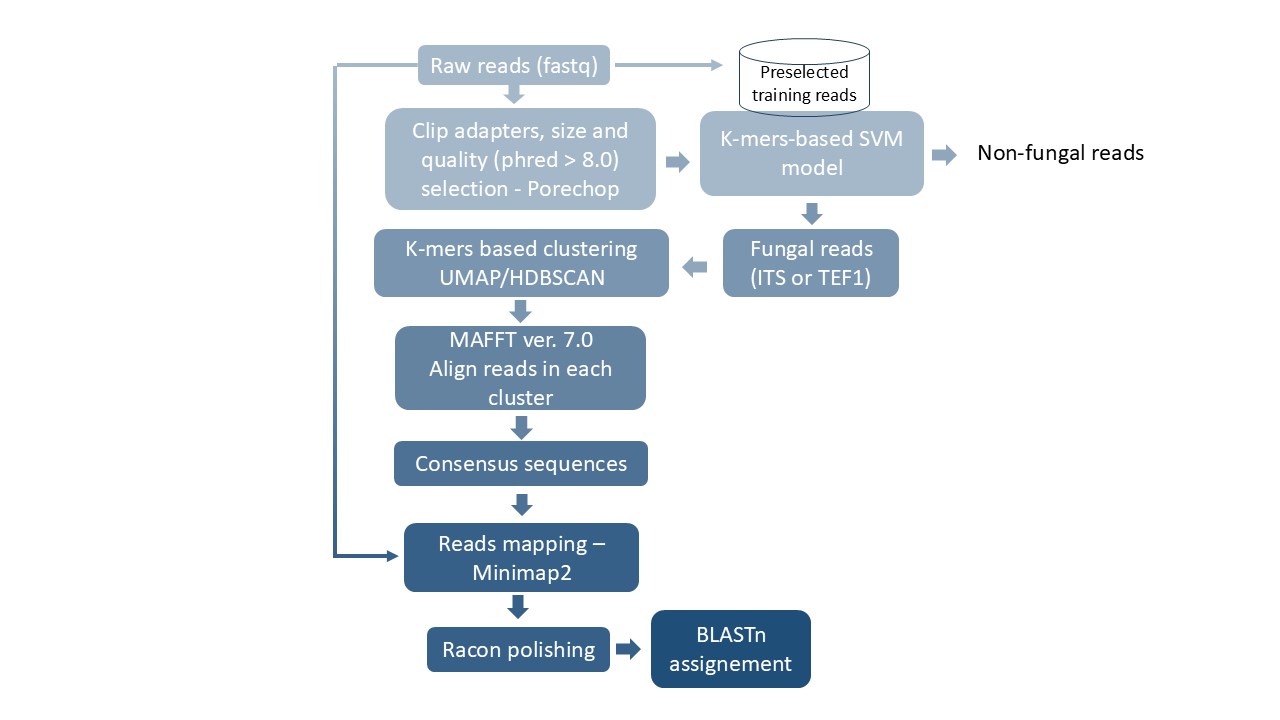 Raw reads (fastq)
Preselected
training reads
Clip adapters, size and
quality (phred > 8.0)
selection - Porechop
K-mers-based SVM
model
Non-fungal reads
K-mers based clustering
UMAP/HDBSCAN
Fungal reads
(ITS or TEF1)
MAFFT ver. 7.0
Align reads in each
cluster
Consensus sequences
Reads mapping –
Minimap2
Racon polishing
BLASTn
assignement